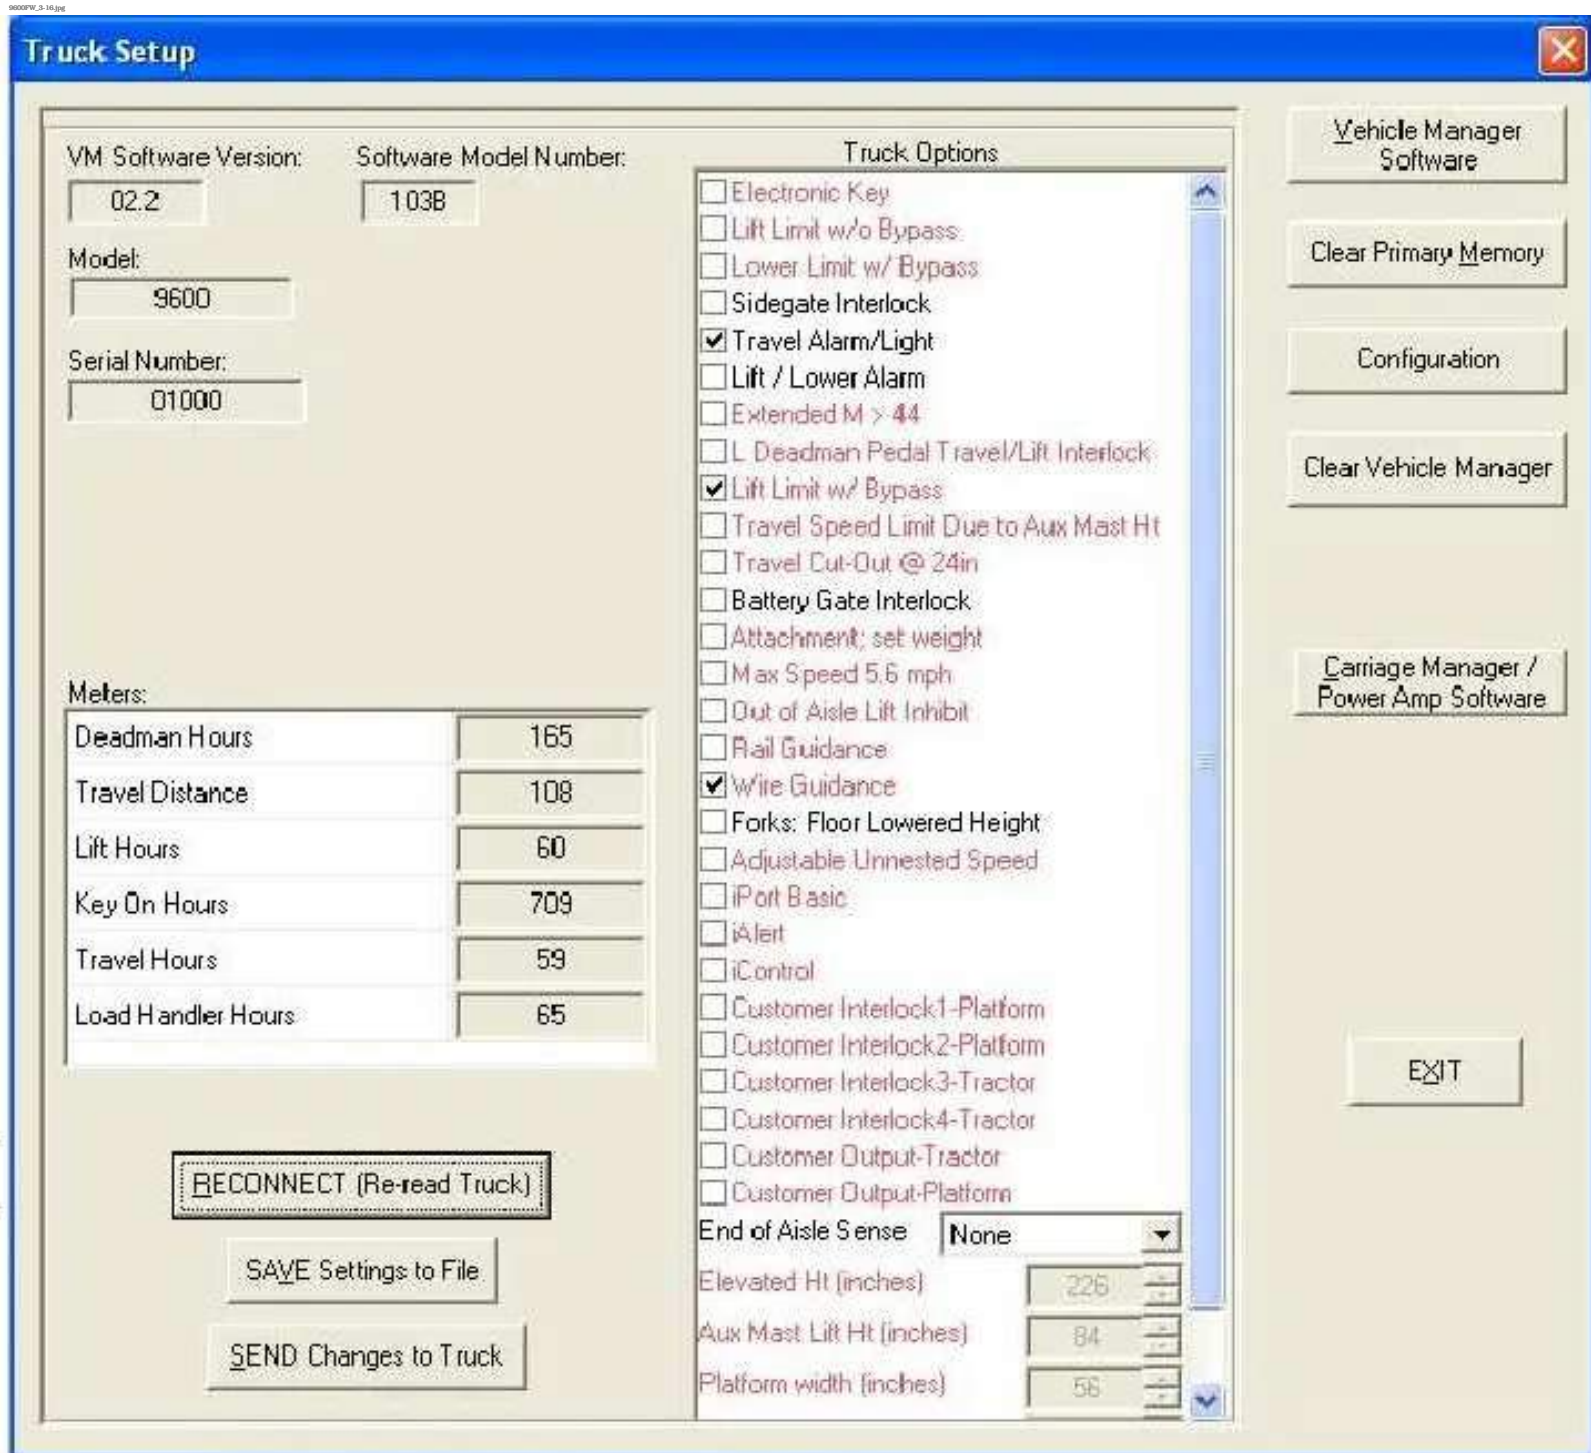 9600FW_3-16.jpg
Truck Setup
VM Software Version:
02.2
Software Model Number:
103B
Model:
9600
Serial Number:
01000
Meters:
Deadman Hours 165
Travel Distance 108
Lift Hours 60
Key On Hours 709
Travel Hours 59
Load Handler Hours 65
RECONNECT (Re-read Truck)
SAVE Settings to File
SEND Changes to Truck
Truck Options
Electronic Key
Lift Limit w/o Bypass
Lower Limit w/ Bypass
Sidegate Interlock
Travel Alarm/Light
Lift / Lower Alarm
Extended M > 44
L Deadman Pedal Travel/Lift Interlock
Lift Limit w/ Bypass
Travel Speed Limit Due to Aux Mast Ht
Travel Cut-Out @ 24in
Battery Gate Interlock
Attachment; set weight
Max Speed 5.6 mph
Out of Aisle Lift Inhibit
Rail Guidance
Wire Guidance
Forks: Floor Lowered Height
Adjustable Unnested Speed
iPort Basic
iAlert
iControl
Customer Interlock1-Platform
Customer Interlock2-Platform
Customer Interlock3-Tractor
Customer Interlock4-Tractor
Customer Output-Tractor
Customer Output-Platform
End of Aisle Sense None
Elevated Ht (inches) 226
Aux Mast Lift Ht (inches) 84
Platform width (inches) 56
Vehicle Manager
Software
Clear Primary Memory
Configuration
Clear Vehicle Manager
Carriage Manager /
Power Amp Software
EXIT